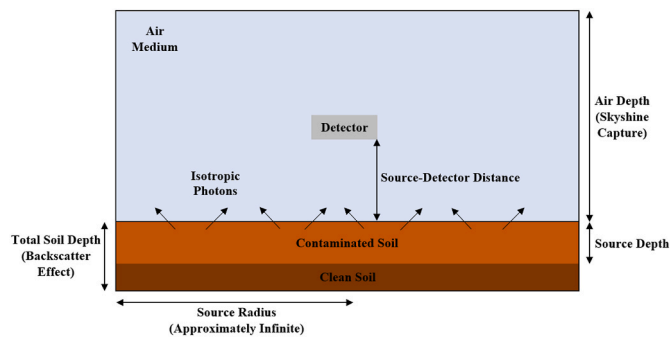 Air
Medium
Detector
Air Depth
(Skyshine
Capture)
Isotropic
Photons
Source-Detector Distance
Total Soil Depth
(Backscatter
Effect)
Contaminated Soil
Source Depth
Clean Soil
Source Radius
(Approximately Infinite)